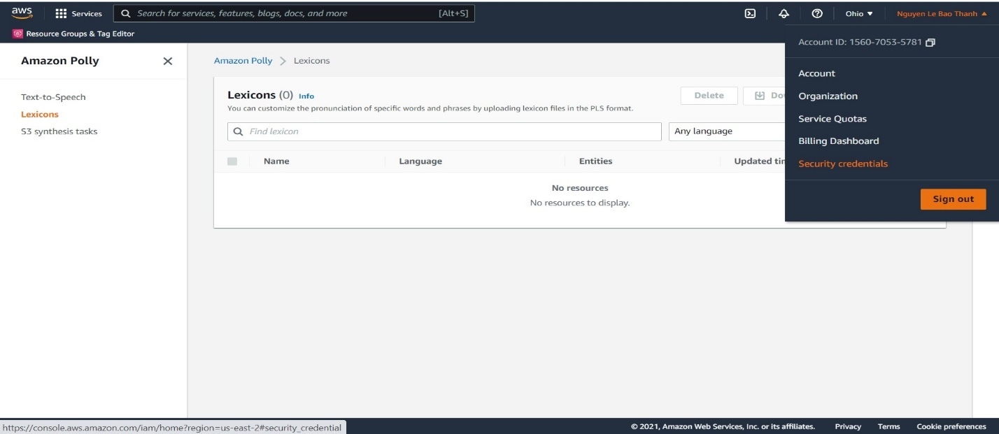 aws
Services
Search for services, features, blogs, docs, and more
[Alt+S]
Ohio ▼
Nguyen Le Bao Thanh ▲
Resource Groups & Tag Editor
Account ID: 1560-7053-5781
Account
Organization
Service Quotas
Billing Dashboard
Security credentials
Sign out
Amazon Polly
Text-to-Speech
Lexicons
S3 synthesis tasks
Amazon Polly > Lexicons
Lexicons (0) Info
Delete
Do
You can customize the pronunciation of specific words and phrases by uploading lexicon files in the PLS format.
Find lexicon
Any language
Name Language Entities Updated tim
No resources
No resources to display.
https://console.aws.amazon.com/iam/home?region=us-east-2#security_credential
© 2021, Amazon Web Services, Inc. or its affiliates. Privacy Terms Cookie preferences